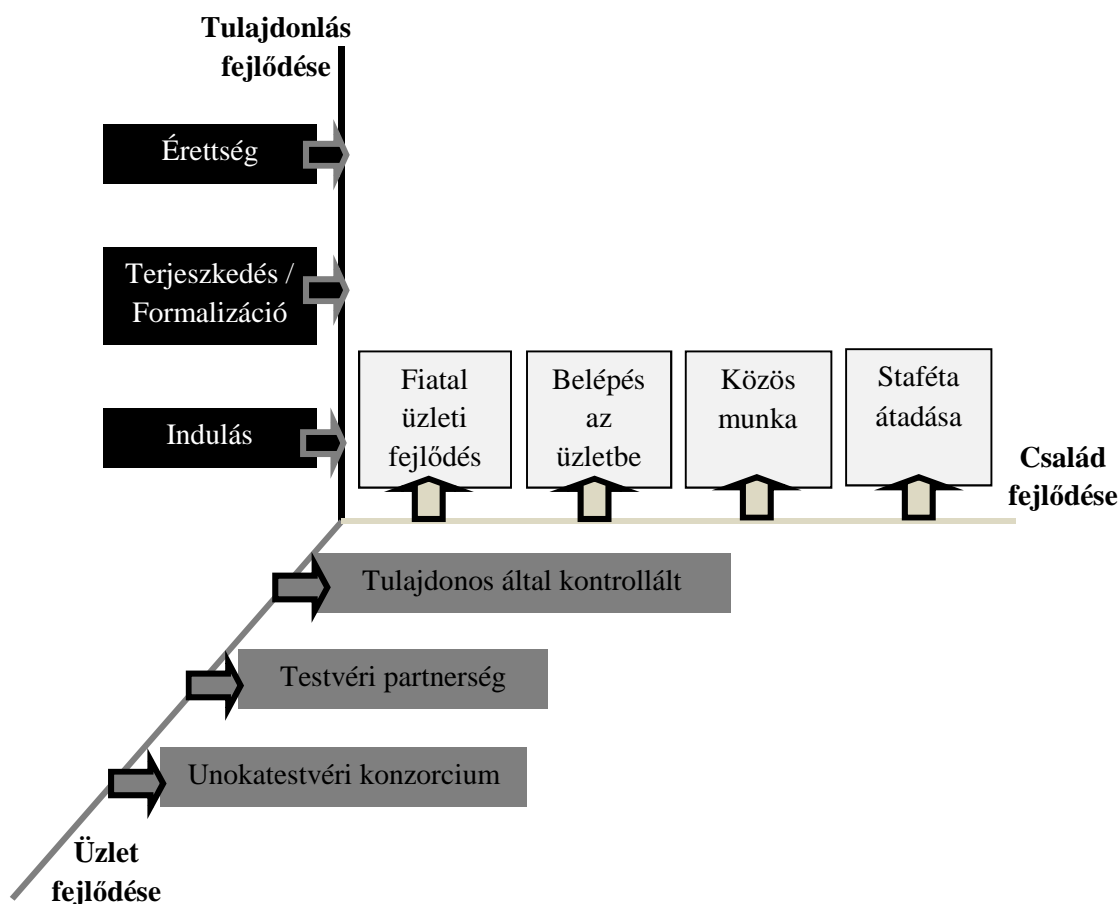 Tulajdonlás
fejlődése
Érettség
Terjeszkedés /
Formalizáció
Indulás
Fiatal
üzleti
fejlődés
Belépés
az
üzletbe
Közös
munka
Staféta
átadása
Család
fejlődése
Tulajdonos által kontrollált
Testvéri partnerség
Unokatestvéri konzorcium
Üzlet
fejlődése